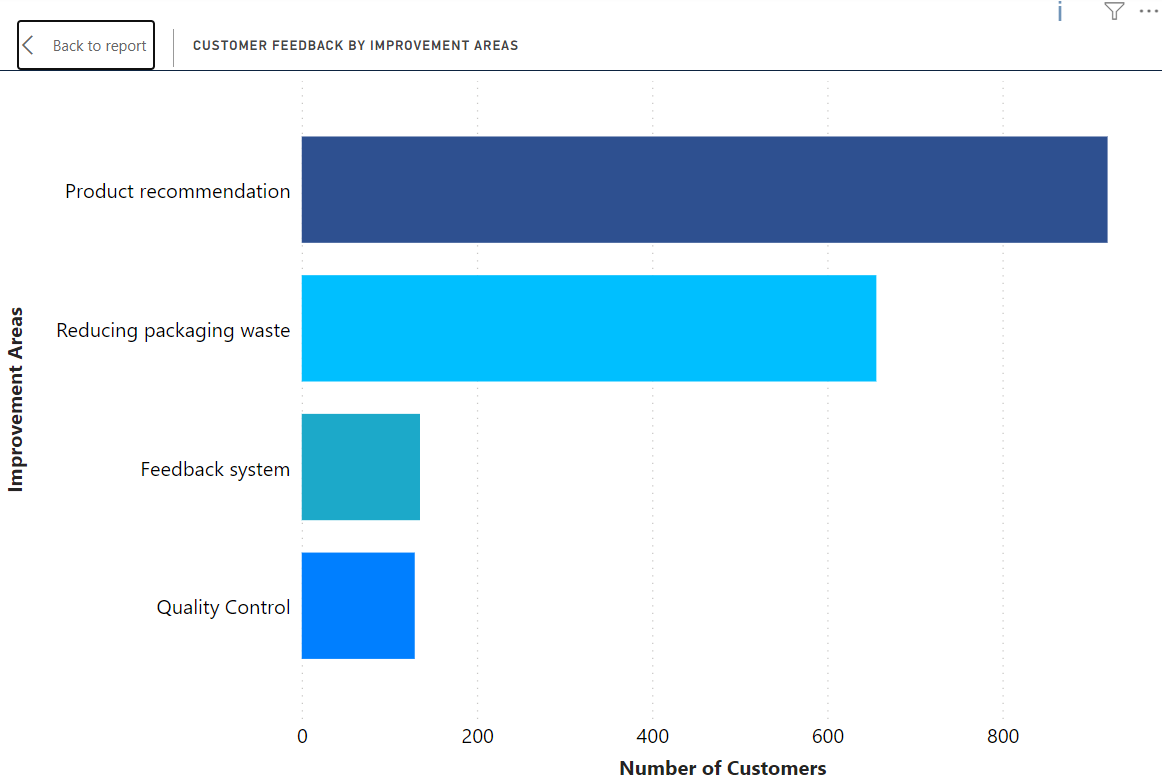 Back to report
CUSTOMER FEEDBACK BY IMPROVEMENT AREAS
Improvement Areas
Product recommendation
Reducing packaging waste
Feedback system
Quality Control
0 200 400 600 800
Number of Customers